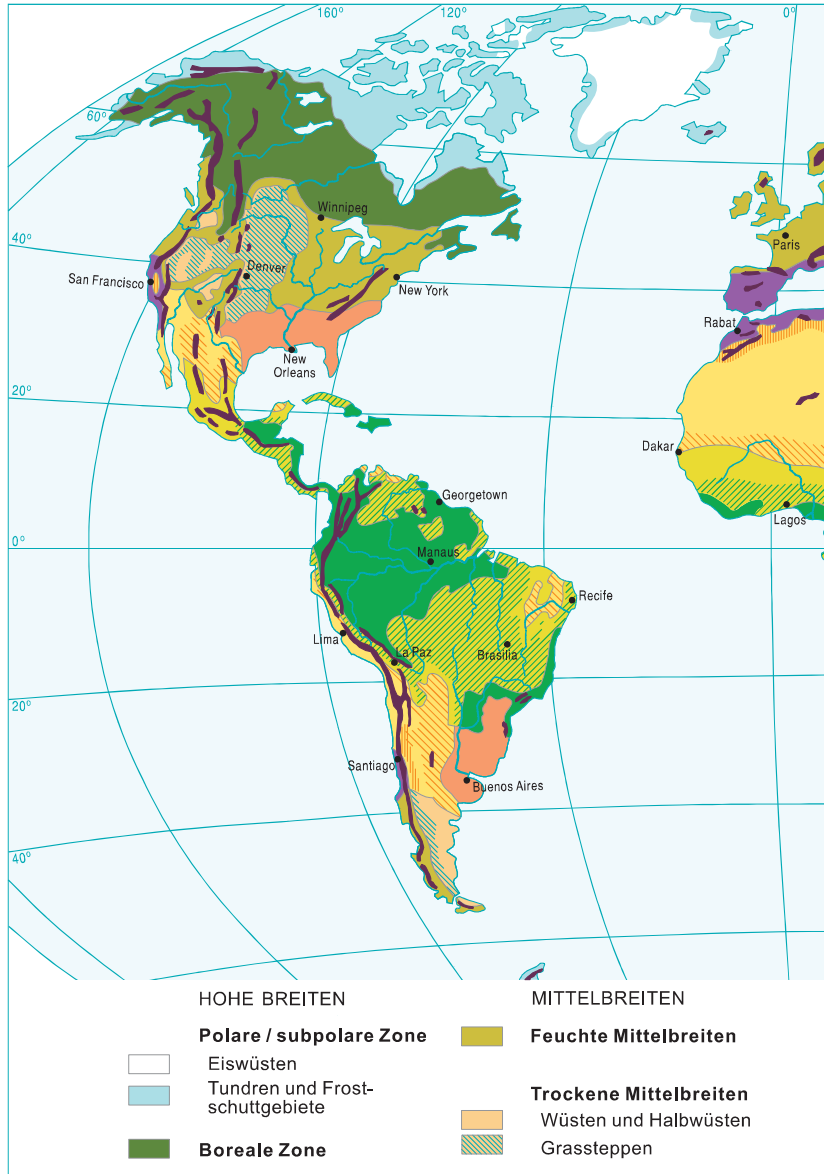 160°
120°
0°
60°
Winnipeg
Paris
40°
San Francisco
Denver
New York
Rabat
New
Orleans
20°
Dakar
Georgetown
Lagos
0°
Manaus
Recife
Lima
La Paz
Brasilia
20°
Santiago
Buenos Aires
40°
HOHE BREITEN
Polare / subpolare Zone
Eiswüsten
Tundren und Frost-
schuttgebiete
Boreale Zone
MITTELBREITEN
Feuchte Mittelbreiten
Trockene Mittelbreiten
Wüsten und Halbwüsten
Grassteppen